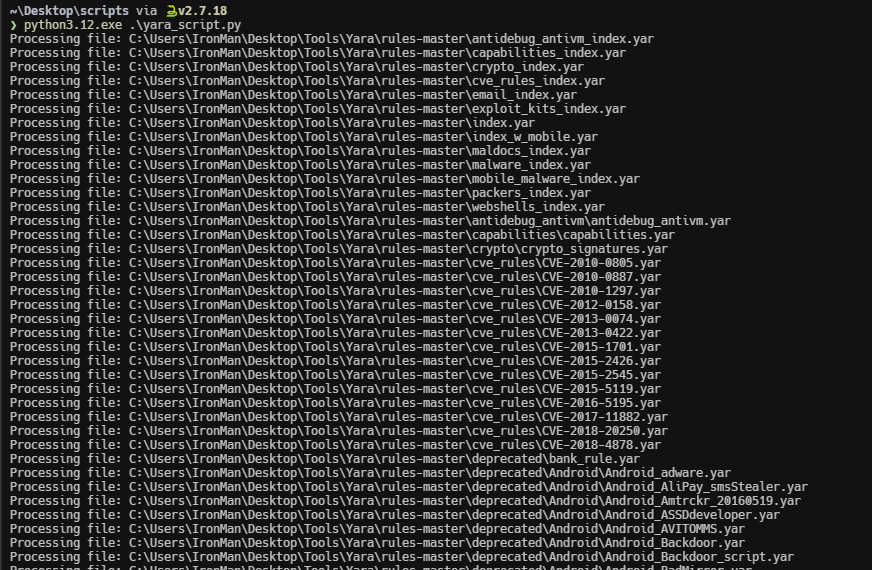 ~\Desktop\scripts via v2.7.18
❯ python3.12.exe .\yara_script.py
Processing file: C:\Users\IronMan\Desktop\Tools\Yara\rules-master\antidebug_antivm_index.yar
Processing file: C:\Users\IronMan\Desktop\Tools\Yara\rules-master\capabilities_index.yar
Processing file: C:\Users\IronMan\Desktop\Tools\Yara\rules-master\crypto_index.yar
Processing file: C:\Users\IronMan\Desktop\Tools\Yara\rules-master\cve_rules_index.yar
Processing file: C:\Users\IronMan\Desktop\Tools\Yara\rules-master\email_index.yar
Processing file: C:\Users\IronMan\Desktop\Tools\Yara\rules-master\exploit_kits_index.yar
Processing file: C:\Users\IronMan\Desktop\Tools\Yara\rules-master\index.yar
Processing file: C:\Users\IronMan\Desktop\Tools\Yara\rules-master\index_w_mobile.yar
Processing file: C:\Users\IronMan\Desktop\Tools\Yara\rules-master\maldocs_index.yar
Processing file: C:\Users\IronMan\Desktop\Tools\Yara\rules-master\malware_index.yar
Processing file: C:\Users\IronMan\Desktop\Tools\Yara\rules-master\mobile_malware_index.yar
Processing file: C:\Users\IronMan\Desktop\Tools\Yara\rules-master\packers_index.yar
Processing file: C:\Users\IronMan\Desktop\Tools\Yara\rules-master\webshells_index.yar
Processing file: C:\Users\IronMan\Desktop\Tools\Yara\rules-master\antidebug_antivm\antidebug_antivm.yar
Processing file: C:\Users\IronMan\Desktop\Tools\Yara\rules-master\capabilities\capabilities.yar
Processing file: C:\Users\IronMan\Desktop\Tools\Yara\rules-master\crypto\crypto_signatures.yar
Processing file: C:\Users\IronMan\Desktop\Tools\Yara\rules-master\cve_rules\CVE-2010-0805.yar
Processing file: C:\Users\IronMan\Desktop\Tools\Yara\rules-master\cve_rules\CVE-2010-0887.yar
Processing file: C:\Users\IronMan\Desktop\Tools\Yara\rules-master\cve_rules\CVE-2010-1297.yar
Processing file: C:\Users\IronMan\Desktop\Tools\Yara\rules-master\cve_rules\CVE-2012-0158.yar
Processing file: C:\Users\IronMan\Desktop\Tools\Yara\rules-master\cve_rules\CVE-2013-0074.yar
Processing file: C:\Users\IronMan\Desktop\Tools\Yara\rules-master\cve_rules\CVE-2013-0422.yar
Processing file: C:\Users\IronMan\Desktop\Tools\Yara\rules-master\cve_rules\CVE-2015-1701.yar
Processing file: C:\Users\IronMan\Desktop\Tools\Yara\rules-master\cve_rules\CVE-2015-2426.yar
Processing file: C:\Users\IronMan\Desktop\Tools\Yara\rules-master\cve_rules\CVE-2015-2545.yar
Processing file: C:\Users\IronMan\Desktop\Tools\Yara\rules-master\cve_rules\CVE-2015-5119.yar
Processing file: C:\Users\IronMan\Desktop\Tools\Yara\rules-master\cve_rules\CVE-2016-5195.yar
Processing file: C:\Users\IronMan\Desktop\Tools\Yara\rules-master\cve_rules\CVE-2017-11882.yar
Processing file: C:\Users\IronMan\Desktop\Tools\Yara\rules-master\cve_rules\CVE-2018-20250.yar
Processing file: C:\Users\IronMan\Desktop\Tools\Yara\rules-master\cve_rules\CVE-2018-4878.yar
Processing file: C:\Users\IronMan\Desktop\Tools\Yara\rules-master\deprecated\bank_rule.yar
Processing file: C:\Users\IronMan\Desktop\Tools\Yara\rules-master\deprecated\Android\Android_adware.yar
Processing file: C:\Users\IronMan\Desktop\Tools\Yara\rules-master\deprecated\Android\Android_AliPay_smsStealer.yar
Processing file: C:\Users\IronMan\Desktop\Tools\Yara\rules-master\deprecated\Android\Android_Amtrckr_20160519.yar
Processing file: C:\Users\IronMan\Desktop\Tools\Yara\rules-master\deprecated\Android\Android_ASSDdeveloper.yar
Processing file: C:\Users\IronMan\Desktop\Tools\Yara\rules-master\deprecated\Android\Android_AVITOMMS.yar
Processing file: C:\Users\IronMan\Desktop\Tools\Yara\rules-master\deprecated\Android\Android_Backdoor.yar
Processing file: C:\Users\IronMan\Desktop\Tools\Yara\rules-master\deprecated\Android\Android_Backdoor_script.yar
Processing file: C:\Users\IronMan\Desktop\Tools\Yara\rules-master\deprecated\Android\Android_BadMirror.yar